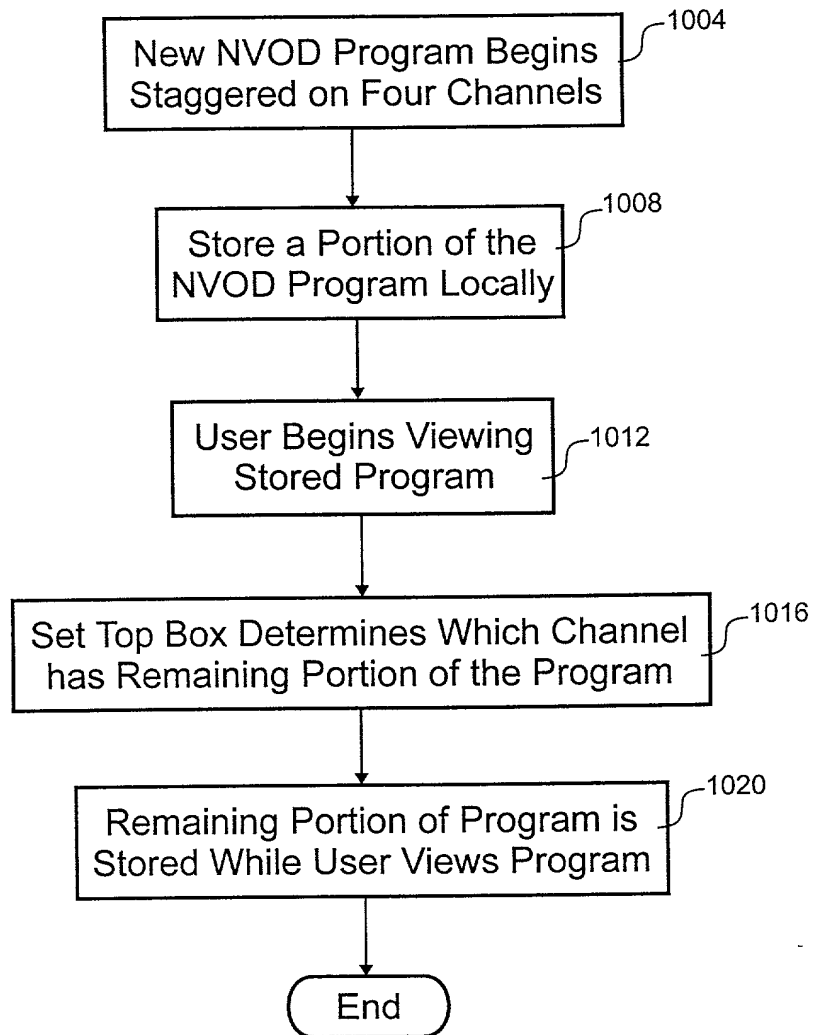 1004
New NVOD Program Begins
Staggered on Four Channels
1008
Store a Portion of the
NVOD Program Locally
User Begins Viewing
Stored Program
1012
Set Top Box Determines Which Channel
has Remaining Portion of the Program
1016
1020
Remaining Portion of Program is
Stored While User Views Program
End